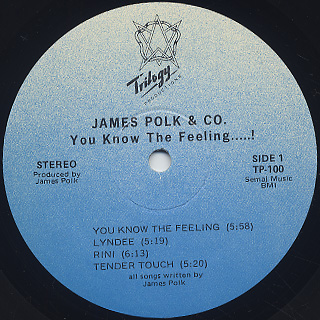 Trilogy
PRODUCTIONS
JAMES POLK & CO.
You Know The Feeling.....!
STEREO
Produced by
James Polk
SIDE 1
TP-100
Semaj Music
BMI
YOU KNOW THE FEELING (5:58)
LYNDEE (5:19)
RINI (6:13)
TENDER TOUCH (5:20)
all songs written by
James Polk